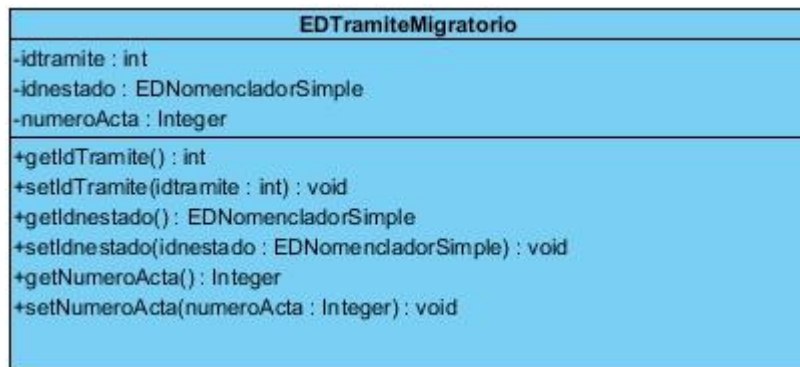 EDTramiteMigratorio
-idtramite : int
-idnestado : EDNomencladorSimple
-numeroActa : Integer
+getIdTramite() : int
+setIdTramite(idtramite : int) : void
+getIdnestado() : EDNomencladorSimple
+setIdnestado(idnestado : EDNomencladorSimple) : void
+getNumeroActa() : Integer
+setNumeroActa(numeroActa : Integer) : void